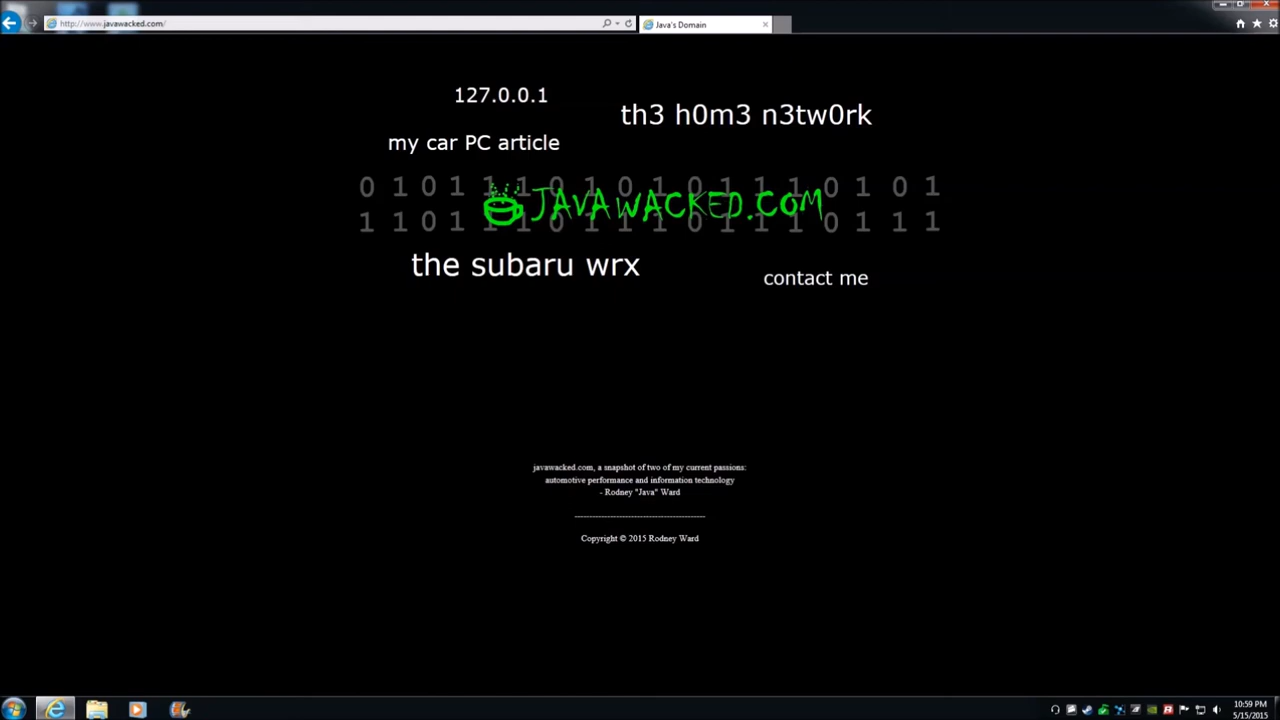 http://www.javawacked.com/
Java's Domain
127.0.0.1
th3 h0m3 n3tw0rk
my car PC article
0 1 0 1 1 1 0 1 0 1 0 1 1 1 0 1 0 1
JAVAWACKED.COM
1 1 0 1 1 1 0 1 1 1 0 1 1 1 0 1 1
the subaru wrx
contact me
javawacked.com, a snapshot of two of my current passions:
automotive performance and information technology
- Rodney "Java" Ward
--------------------------------------------
Copyright © 2015 Rodney Ward
10:59 PM
5/15/2015